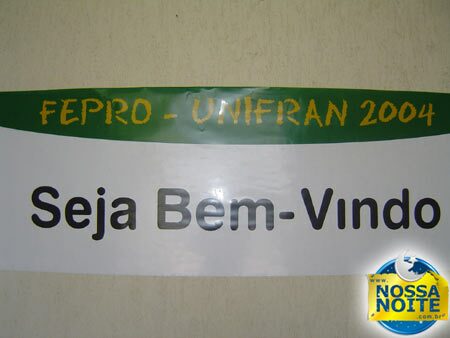 FEPRO - UNIFRAN 2004
Seja Bem-Vindo
www.
NOSSA
NOITE
.com.br